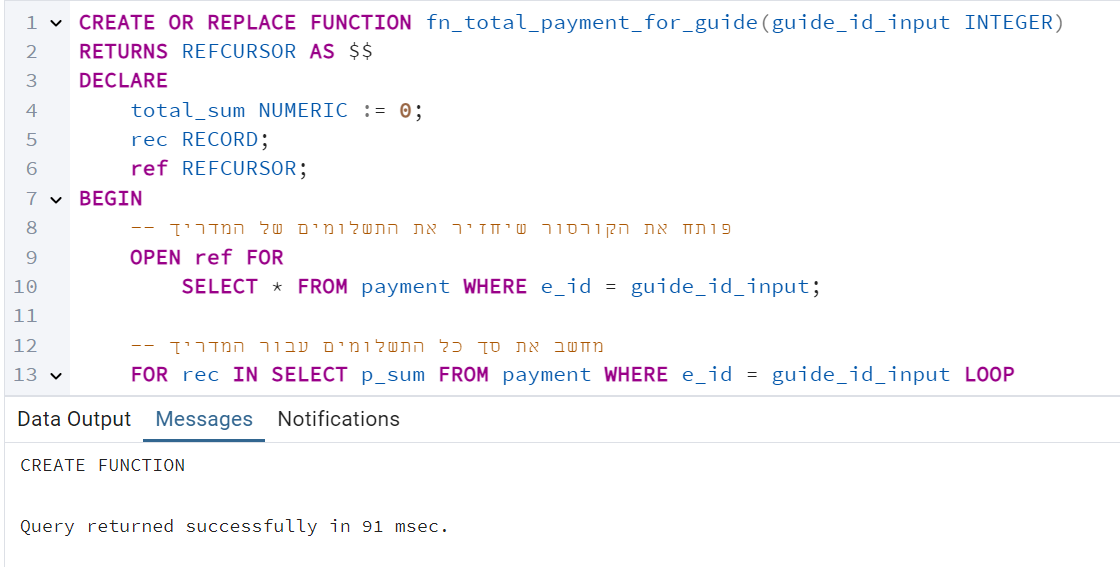 1 CREATE OR REPLACE FUNCTION fn_total_payment_for_guide(guide_id_input INTEGER)
2 RETURNS REFCURSOR AS $$
3 DECLARE
4 total_sum NUMERIC := 0;
5 rec RECORD;
6 ref REFCURSOR;
7 BEGIN
8 -- פותח את הקורסור שיחזיר את התשלומים של המדריך
9 OPEN ref FOR
10 SELECT * FROM payment WHERE e_id = guide_id_input;
11
12 -- מחשב את סך כל התשלומים עבור המדריך
13 FOR rec IN SELECT p_sum FROM payment WHERE e_id = guide_id_input LOOP
Data Output Messages Notifications
CREATE FUNCTION
Query returned successfully in 91 msec.